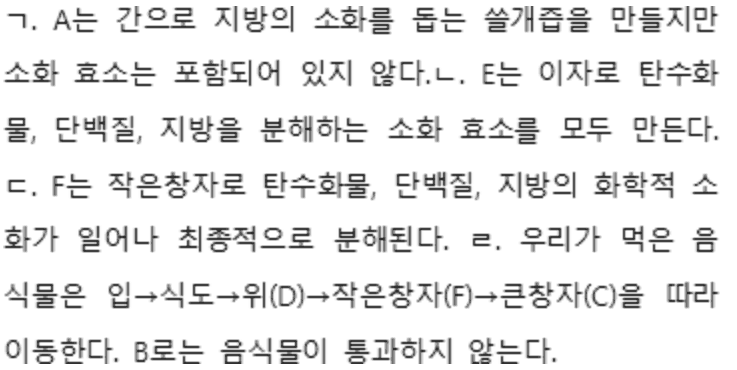 ㄱ. A는 간으로 지방의 소화를 돕는 쓸개즙을 만들지만
소화 효소는 포함되어 있지 않다.ㄴ. E는 이자로 탄수화
물, 단백질, 지방을 분해하는 소화 효소를 모두 만든다.
ㄷ. F는 작은창자로 탄수화물, 단백질, 지방의 화학적 소
화가 일어나 최종적으로 분해된다. ㄹ. 우리가 먹은 음
식물은 입→식도→위(D)→작은창자(F)→큰창자(C)을 따라
이동한다. B로는 음식물이 통과하지 않는다.